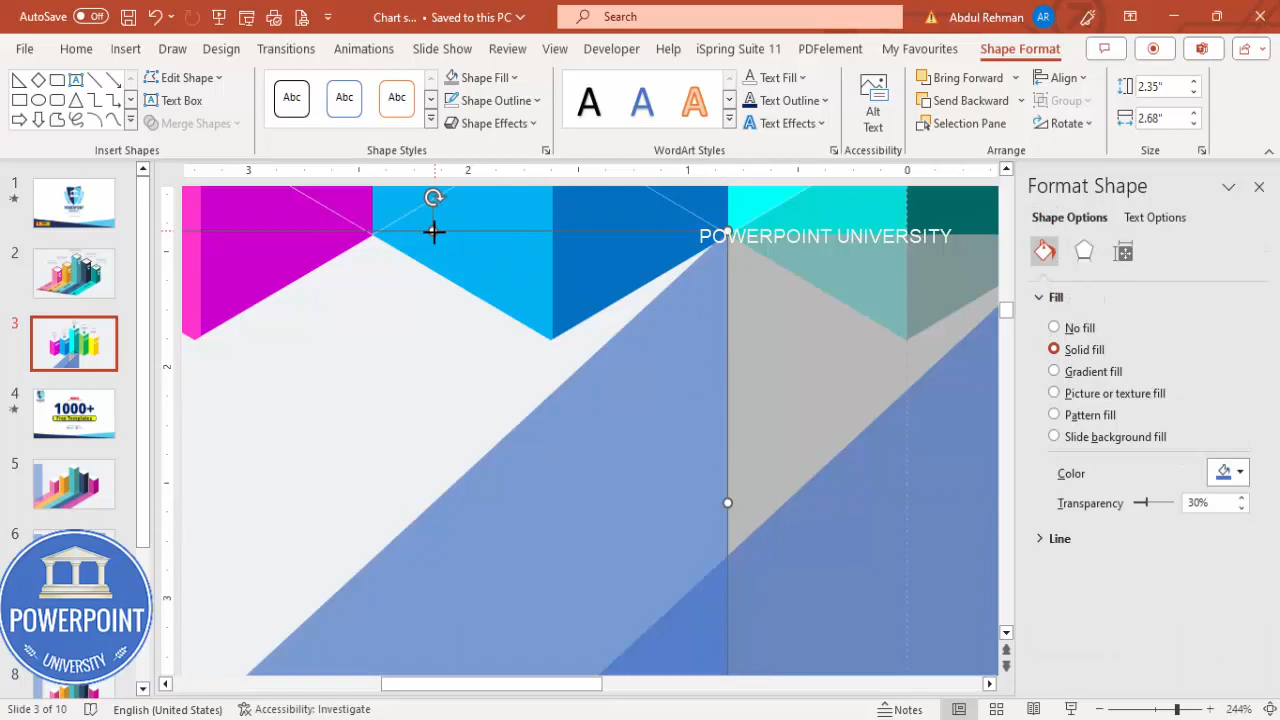 AutoSave Off Chart s... • Saved to this PC Search Abdul Rehman AR
File Home Insert Draw Design Transitions Animations Slide Show Review View Developer Help iSpring Suite 11 PDFelement My Favourites Shape Format
Edit Shape Shape Fill Text Fill Bring Forward Align 2.35"
Text Box Abc Abc Abc Shape Outline A A A Text Outline Alt Text Send Backward Group 2.68"
Merge Shapes Shape Effects Text Effects Selection Pane Rotate
Insert Shapes Shape Styles WordArt Styles Accessibility Arrange Size
3 2 1 0
1
2
3
4
5
6
8
1000+
Free Templates
POWERPOINT UNIVERSITY
1
2
3
POWERPOINT
UNIVERSITY
Format Shape
Shape Options Text Options
Fill
No fill
Solid fill
Gradient fill
Picture or texture fill
Pattern fill
Slide background fill
Color
Transparency 30%
Line
Slide 3 of 10 English (United States) Accessibility: Investigate Notes 244%